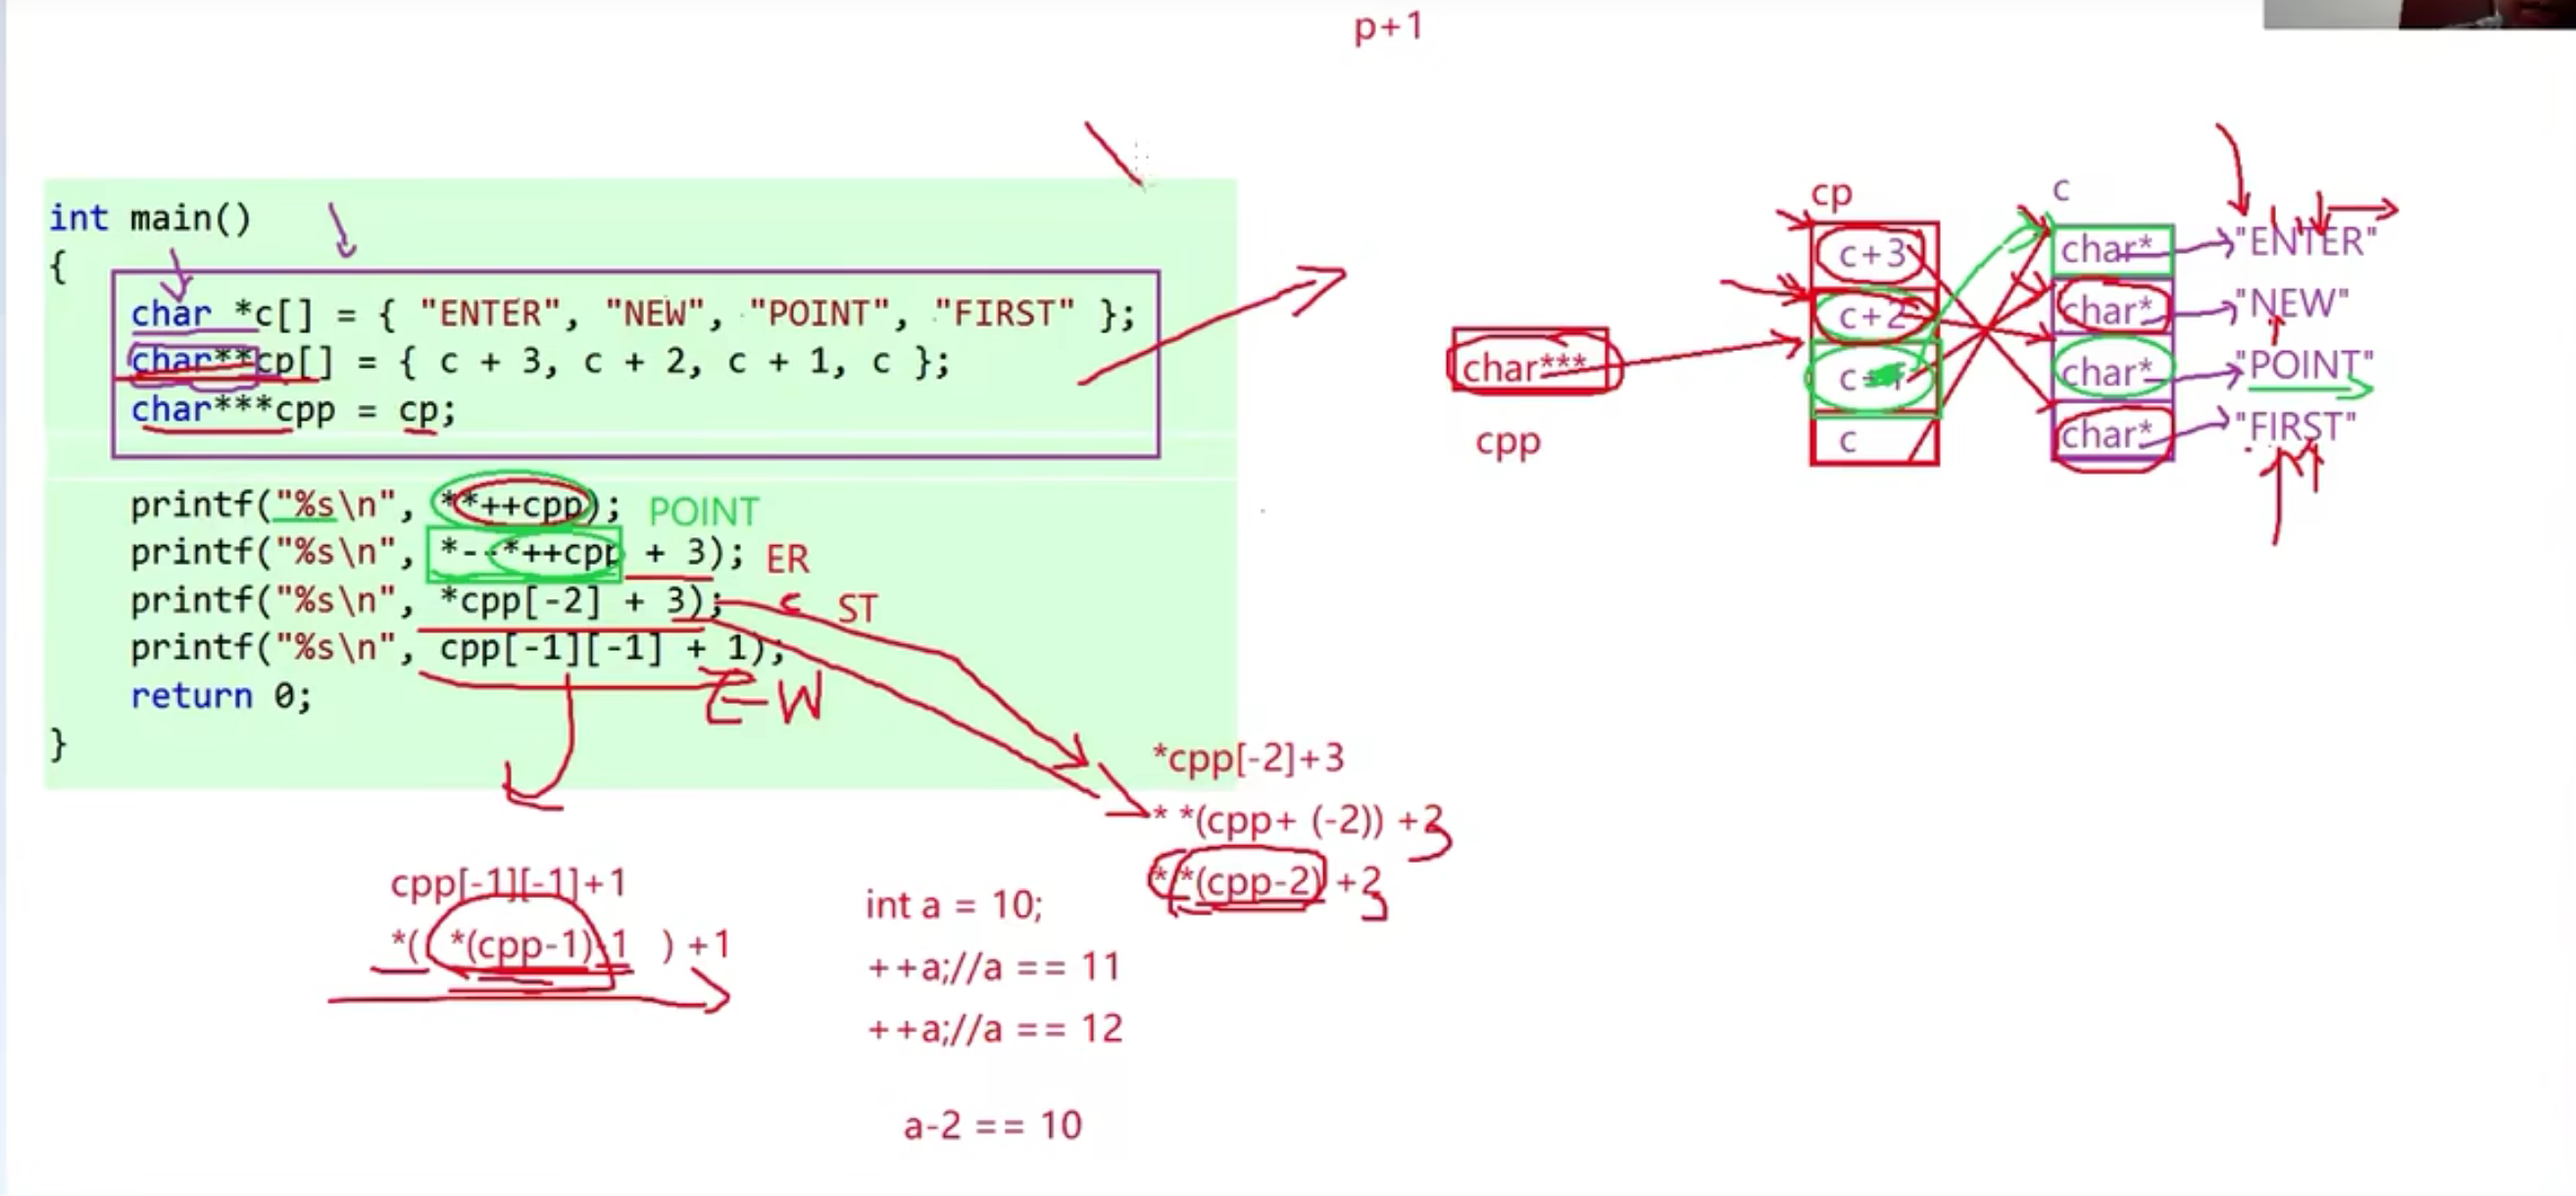 p+1
int main()
{
char *c[] = { "ENTER", "NEW", "POINT", "FIRST" };
char**cp[] = { c + 3, c + 2, c + 1, c };
char***cpp = cp;
printf("%s\n", **++cpp); POINT
printf("%s\n", *--*++cpp + 3); ER
printf("%s\n", *cpp[-2] + 3); ST
printf("%s\n", cpp[-1][-1] + 1);
EW
return 0;
}
cp
c
c+3
char*
"ENTER"
c+2
char*
"NEW"
char***
char*
"POINT"
cpp
c
char*
"FIRST"
*cpp[-2]+3
* *(cpp+ (-2)) +3
* *(cpp-2) +3
cpp[-1][-1]+1
*( *(cpp-1)-1 ) +1
int a = 10;
++a;//a == 11
++a;//a == 12
a-2 == 10